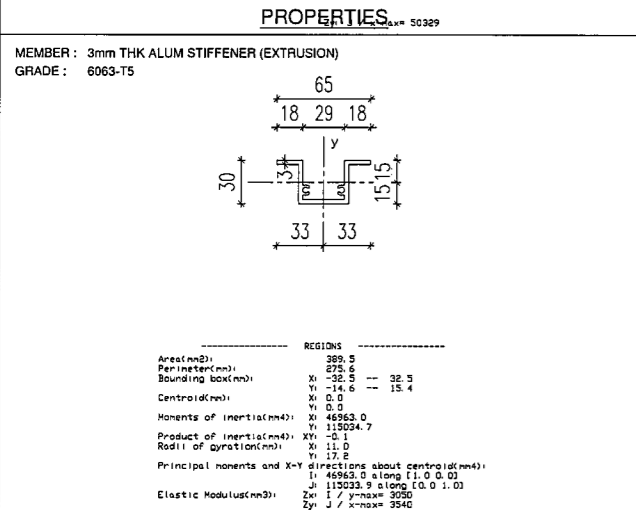 PROPERTIES
Zy: J / x-max= 50329
MEMBER : 3mm THK ALUM STIFFENER (EXTRUSION)
GRADE : 6063-T5
65
18 29 18
y
3
30
15
15
33 33
---------------- REGIONS ----------------
Area(mm2): 389.5
Perimeter(mm): 275.6
Bounding box(mm): X: -32.5 -- 32.5
Y: -14.6 -- 15.4
Centroid(mm): X: 0.0
Y: 0.0
Moments of inertia(mm4): X: 46963.0
Y: 115034.7
Product of inertia(mm4): XY: -0.1
Radii of gyration(mm): X: 11.0
Y: 17.2
Principal moments and X-Y directions about centroid(mm4):
I: 46963.0 along [1.0 0.0]
J: 115033.9 along [0.0 1.0]
Elastic Modulus(mm3): Zx: I / y-max= 3050
Zy: J / x-max= 3540